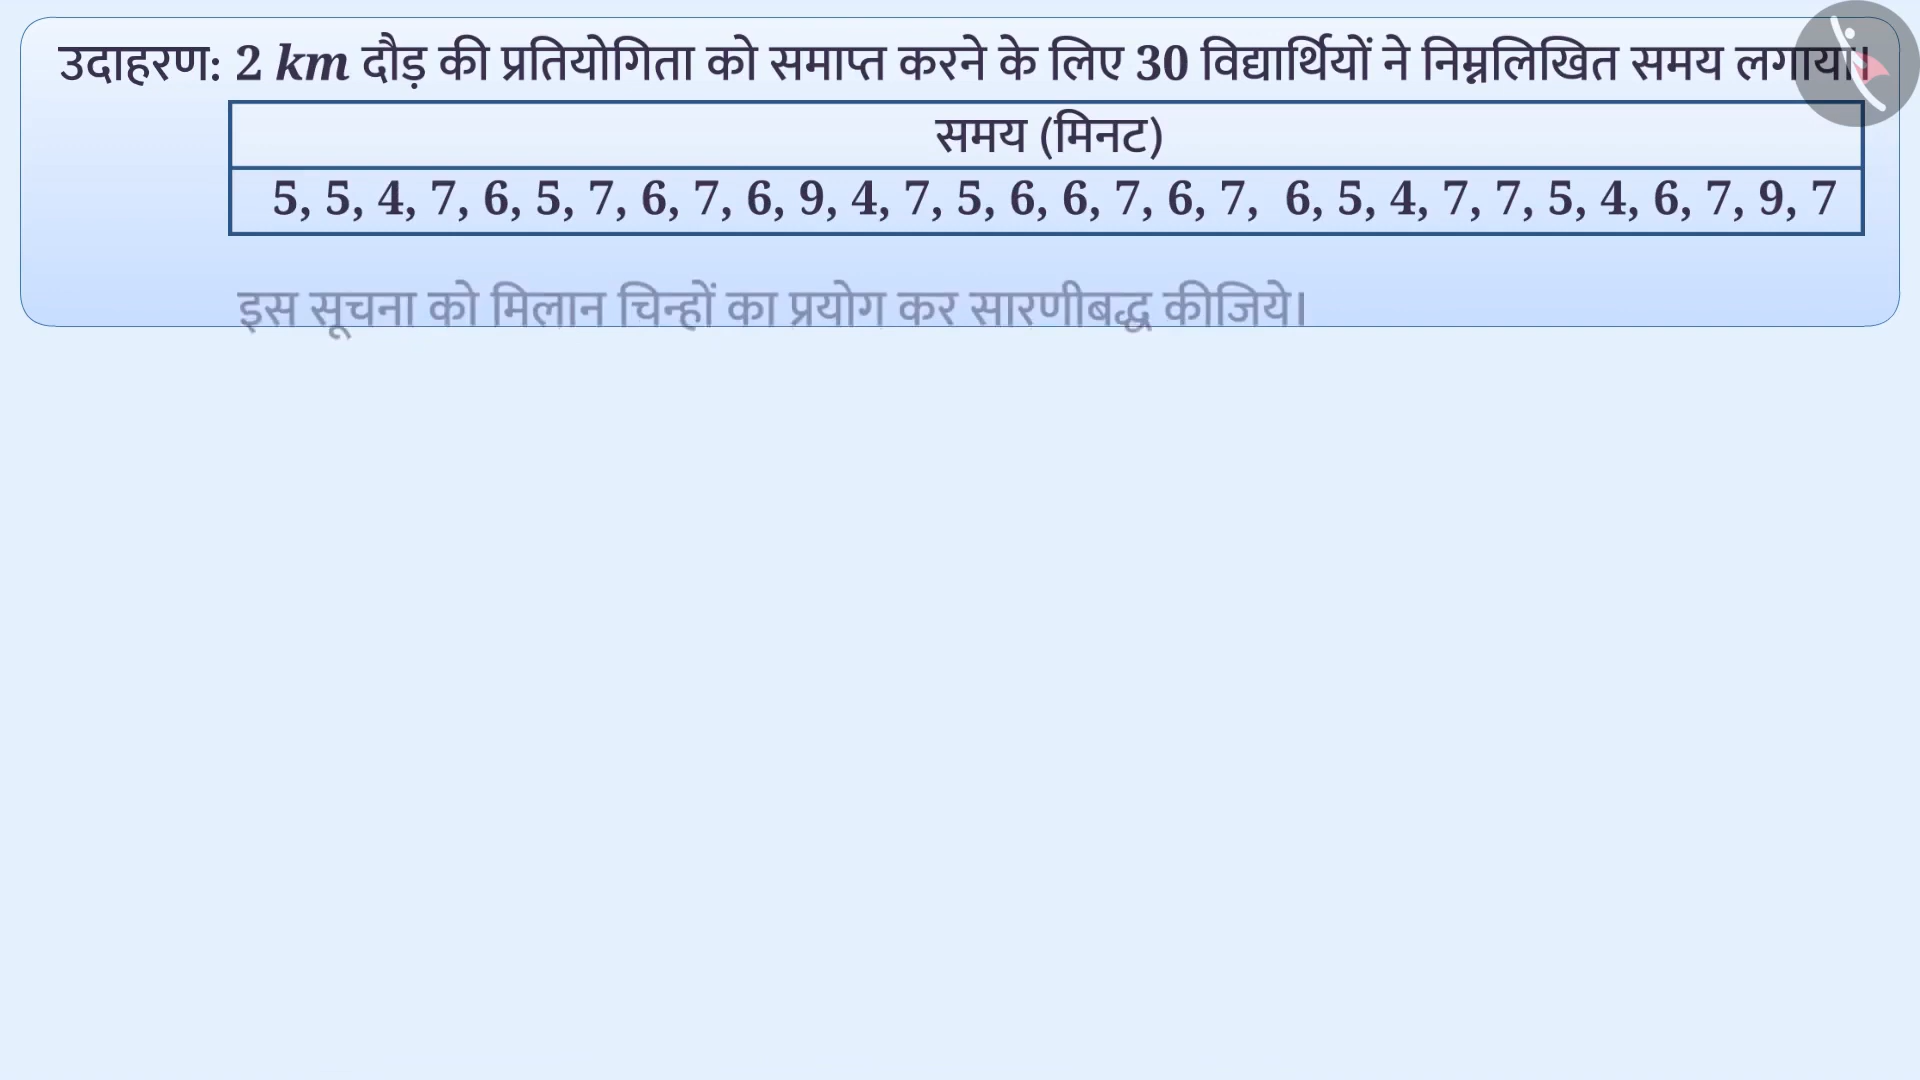 उदाहरण: 2 km दौड़ की प्रतियोगिता को समाप्त करने के लिए 30 विद्यार्थियों ने निम्नलिखित समय लगाया।
समय (मिनट)
5, 5, 4, 7, 6, 5, 7, 6, 7, 6, 9, 4, 7, 5, 6, 6, 7, 6, 7, 6, 5, 4, 7, 7, 5, 4, 6, 7, 9, 7
इस सूचना को मिलान चिन्हों का प्रयोग कर सारणीबद्ध कीजिये।